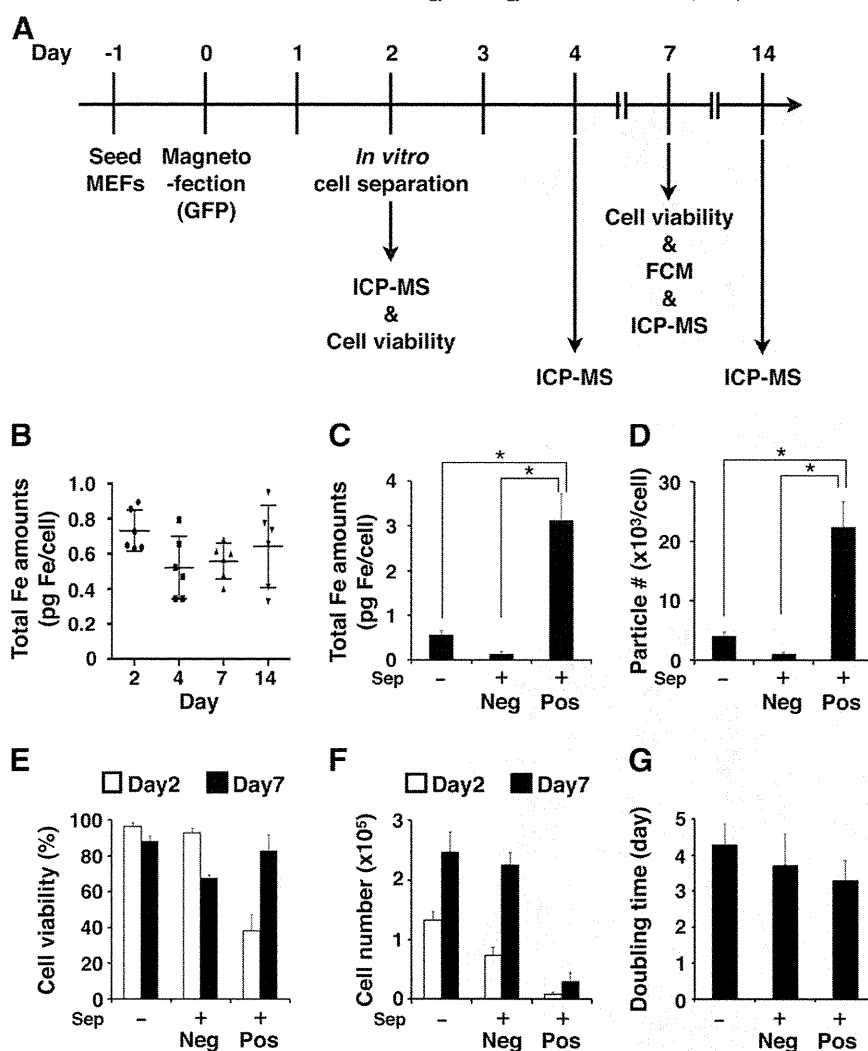 A
Day -1 0 1 2 3 4 7 14
Seed MEFs
Magneto -fection (GFP)
In vitro cell separation
ICP-MS
&
Cell viability
ICP-MS
Cell viability
&
FCM
&
ICP-MS
ICP-MS
B
Total Fe amounts (pg Fe/cell)
1.0
0.8
0.6
0.4
0.2
0
2 4 7 14
Day
C
Total Fe amounts (pg Fe/cell)
4
3
2
1
0
* *
Sep − + +
Neg Pos
D
Particle # (x10³/cell)
30
20
10
0
* *
Sep − + +
Neg Pos
E
Day2 Day7
Cell viability (%)
100
80
60
40
20
0
Sep − + +
Neg Pos
F
Day2 Day7
Cell number (x10⁵)
3
2
1
0
Sep − + +
Neg Pos
G
Doubling time (day)
5
4
3
2
1
0
Sep − + +
Neg Pos